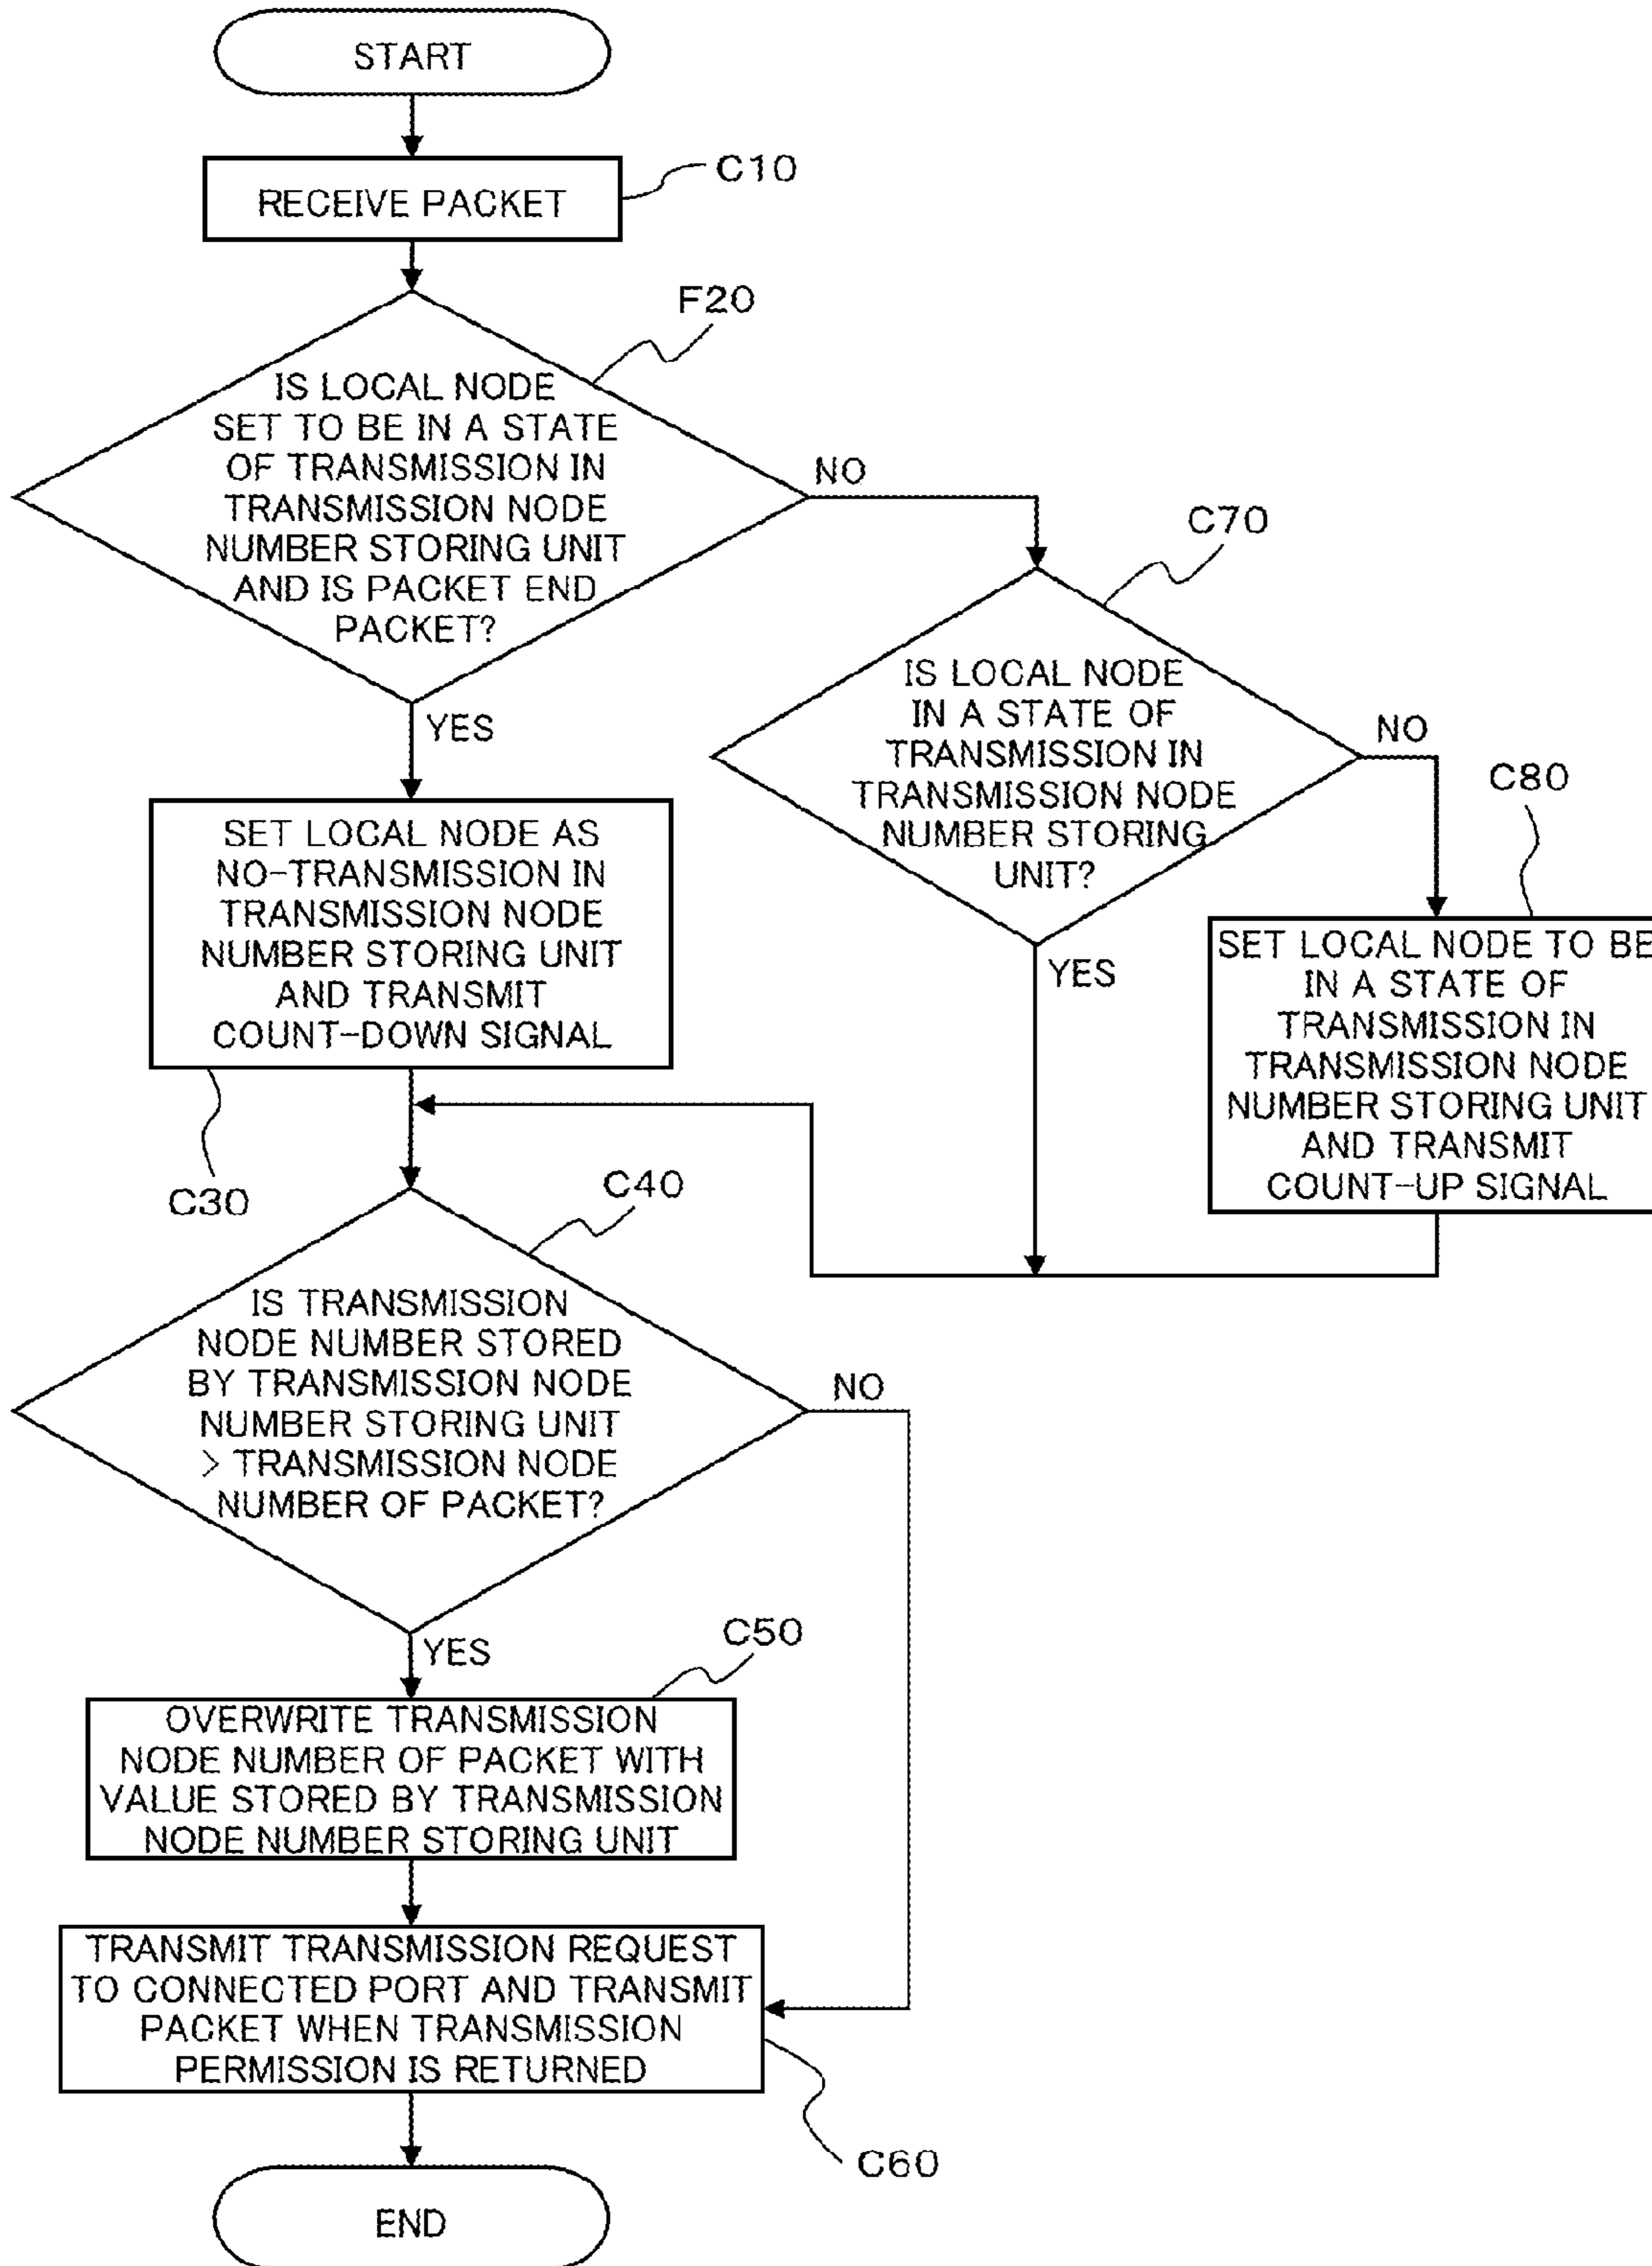 START
RECEIVE PACKET
C10
F20
IS LOCAL NODE
SET TO BE IN A STATE
OF TRANSMISSION IN
TRANSMISSION NODE
NUMBER STORING UNIT
AND IS PACKET END
PACKET?
NO
YES
C70
IS LOCAL NODE
IN A STATE OF
TRANSMISSION IN
TRANSMISSION NODE
NUMBER STORING
UNIT?
NO
YES
C80
SET LOCAL NODE TO BE
IN A STATE OF
TRANSMISSION IN
TRANSMISSION NODE
NUMBER STORING UNIT
AND TRANSMIT
COUNT-UP SIGNAL
SET LOCAL NODE AS
NO-TRANSMISSION IN
TRANSMISSION NODE
NUMBER STORING UNIT
AND TRANSMIT
COUNT-DOWN SIGNAL
C30
C40
IS TRANSMISSION
NODE NUMBER STORED
BY TRANSMISSION NODE
NUMBER STORING UNIT
> TRANSMISSION NODE
NUMBER OF PACKET?
NO
YES
C50
OVERWRITE TRANSMISSION
NODE NUMBER OF PACKET WITH
VALUE STORED BY TRANSMISSION
NODE NUMBER STORING UNIT
TRANSMIT TRANSMISSION REQUEST
TO CONNECTED PORT AND TRANSMIT
PACKET WHEN TRANSMISSION
PERMISSION IS RETURNED
C60
END